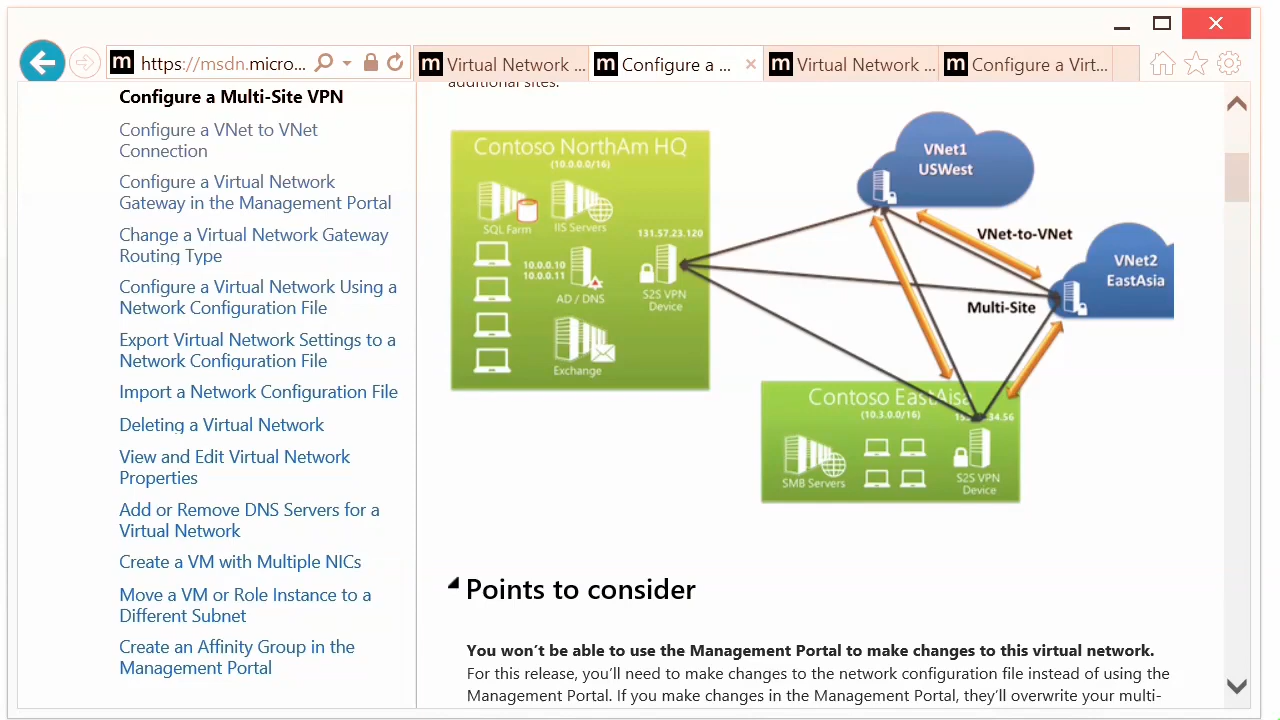 https://msdn.micro...
Virtual Network ...
Configure a ...
Virtual Network ...
Configure a Virt...
Configure a Multi-Site VPN
Configure a VNet to VNet
Connection
Configure a Virtual Network
Gateway in the Management Portal
Change a Virtual Network Gateway
Routing Type
Configure a Virtual Network Using a
Network Configuration File
Export Virtual Network Settings to a
Network Configuration File
Import a Network Configuration File
Deleting a Virtual Network
View and Edit Virtual Network
Properties
Add or Remove DNS Servers for a
Virtual Network
Create a VM with Multiple NICs
Move a VM or Role Instance to a
Different Subnet
Create an Affinity Group in the
Management Portal
additional sites.
Contoso NorthAm HQ
(10.0.0.0/16)
SQL Farm
IIS Servers
131.57.23.120
10.0.0.10
10.0.0.11
AD / DNS
S2S VPN
Device
Exchange
VNet1
USWest
VNet-to-VNet
VNet2
EastAsia
Multi-Site
Contoso EastAisa
(10.3.0.0/16)
SMB Servers
S2S VPN
Device
Points to consider
You won't be able to use the Management Portal to make changes to this virtual network.
For this release, you'll need to make changes to the network configuration file instead of using the
Management Portal. If you make changes in the Management Portal, they'll overwrite your multi-